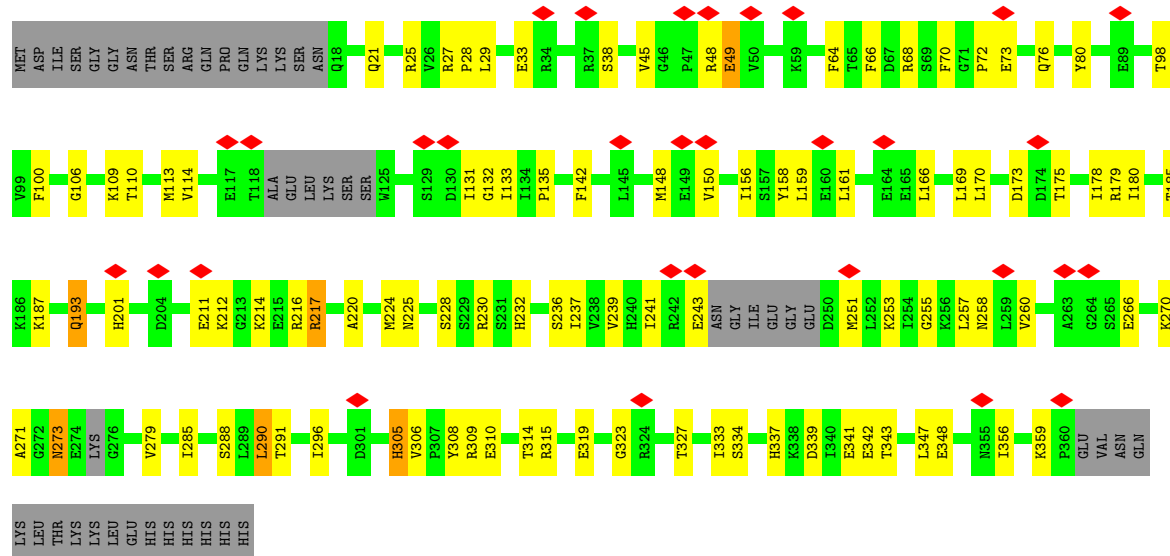 MET ASP ILE SER GLY GLY ASN THR SER ARG GLN PRO GLN LYS LYS SER ASN Q18 Q21 R25 V26 R27 P28 L29 E33 R34 R37 S38 V45 G46 P47 R48 E49 V50 K59 F64 T65 F66 D67 R68 S69 F70 G71 P72 E73 Q76 Y80 E89 T98
V99 F100 G106 K109 T110 M113 V114 E117 T118 ALA GLU LEU LYS SER SER W125 S129 D130 I131 G132 I133 I134 P135 F142 L145 M148 E149 V150 I156 S157 Y158 L159 E160 L161 E164 E165 L166 L169 L170 D173 D174 T175 I178 R179 I180 T185
K186 K187 Q193 H201 D204 E211 K212 G213 K214 E215 R216 R217 A220 M224 N225 S228 S229 R230 S231 H232 S236 I237 V238 V239 H240 I241 R242 E243 ASN GLY ILE GLU GLY GLU D250 M251 L252 K253 I254 G255 K256 L257 N258 L259 V260 A263 G264 S265 E266 K270
A271 G272 N273 E274 LYS G276 V279 I285 S288 L289 L290 T291 I296 D301 H305 V306 P307 Y308 R309 E310 T314 R315 E319 G323 R324 T327 I333 S334 H337 K338 D339 I340 E341 E342 T343 L347 E348 N355 I356 K359 P360 GLU VAL ASN GLN
LYS LEU THR LYS LYS LEU GLU HIS HIS HIS HIS HIS HIS